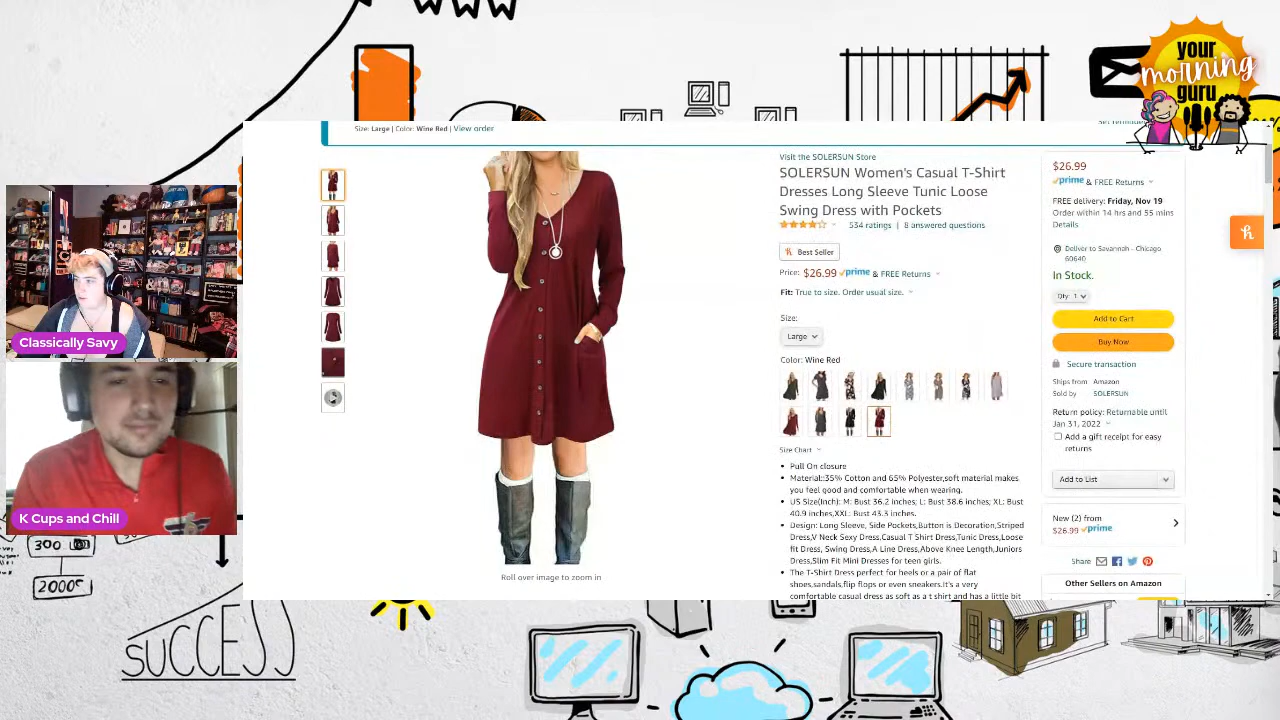 your
morning
guru
Size: Large | Color: Wine Red | View order
Visit the SOLERSUN Store
SOLERSUN Women's Casual T-Shirt
Dresses Long Sleeve Tunic Loose
Swing Dress with Pockets
534 ratings | 8 answered questions
Best Seller
Price: $26.99 prime & FREE Returns
Fit: True to size. Order usual size.
Size:
Large
Color: Wine Red
Size Chart
• Pull On closure
• Material::35% Cotton and 65% Polyester,soft material makes
you feel good and comfortable when wearing.
• US Size(Inch: M: Bust 36.2 inches; L: Bust 38.6 inches; XL: Bust
40.9 inches,XXL: Bust 43.3 inches.
• Design: Long Sleeve, Side Pockets,Button is Decoration,Striped
Dress,V Neck Sexy Dress,Casual T Shirt Dress,Tunic Dress,Loose
fit Dress, Swing Dress,A Line Dress,Above Knee Length,Juniors
Dress,Slim Fit Mini Dresses for teen girls.
• The T-Shirt Dress perfect for heels or a pair of flat
shoes,sandals,flip flops or even sneakers.It's a very
comfortable casual dress as soft as a t shirt and has a little bit
Roll over image to zoom in
$26.99
prime & FREE Returns
FREE delivery: Friday, Nov 19
Order within 14 hrs and 55 mins
Details
Deliver to Savannah - Chicago
60640
In Stock.
Qty: 1
Add to Cart
Buy Now
Secure transaction
Ships from Amazon
Sold by SOLERSUN
Return policy: Returnable until
Jan 31, 2022
Add a gift receipt for easy
returns
Add to List
New (2) from
$26.99 prime
Share
Other Sellers on Amazon
h
Classically Savy
K Cups and Chill
300
2000
SUCCESS